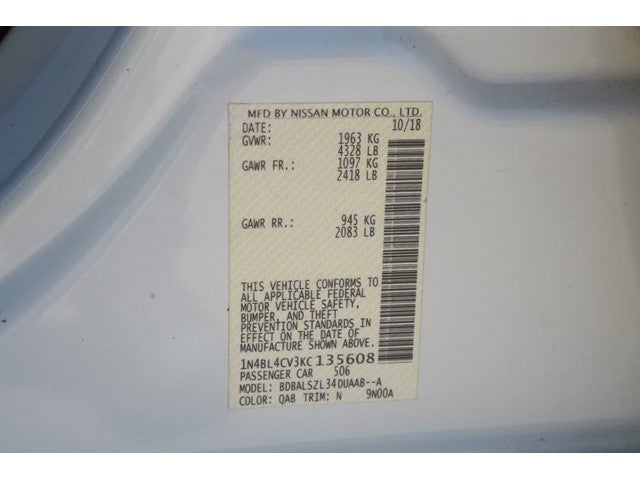 MFD BY NISSAN MOTOR CO., LTD.
DATE: 10/18
GVWR: 1963 KG
4328 LB
GAWR FR.: 1097 KG
2418 LB
GAWR RR.: 945 KG
2083 LB
THIS VEHICLE CONFORMS TO
ALL APPLICABLE FEDERAL
MOTOR VEHICLE SAFETY,
BUMPER, AND THEFT
PREVENTION STANDARDS IN
EFFECT ON THE DATE OF
MANUFACTURE SHOWN ABOVE.
1N4BL4CV3KC135608
PASSENGER CAR 506
MODEL: BDBALSZL34DUAAB--A
COLOR: QAB TRIM: N 9N00A